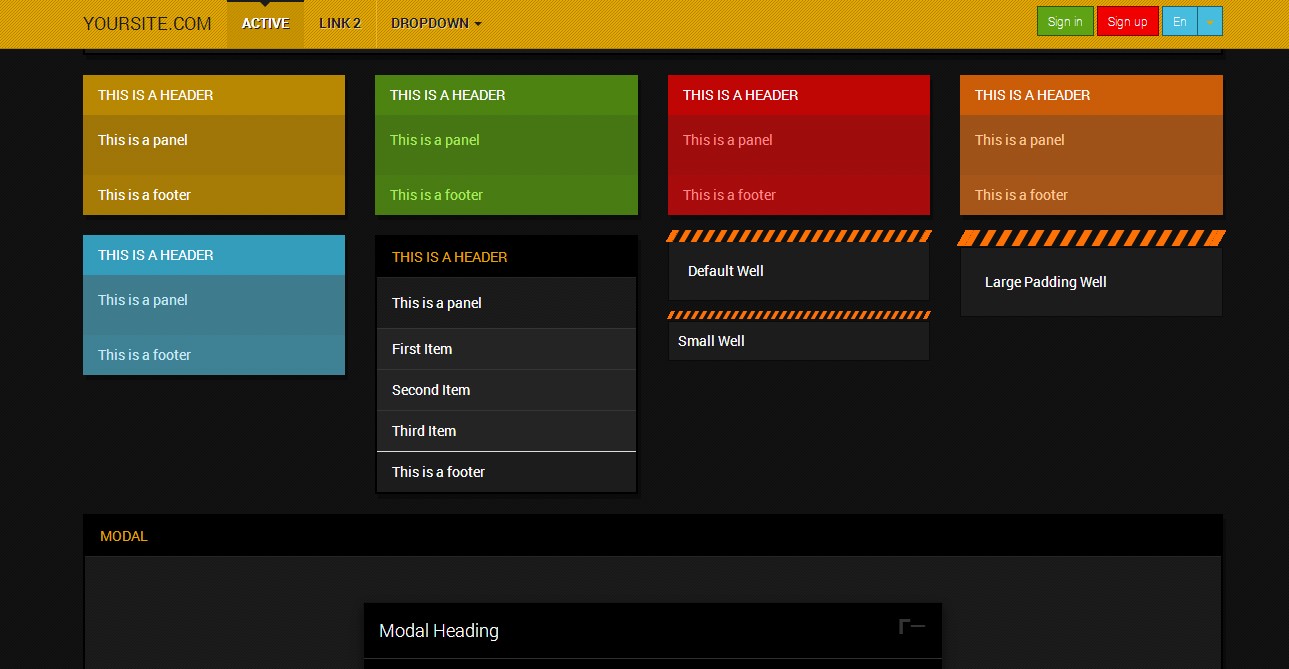 YOURSITE.COM ACTIVE LINK 2 DROPDOWN Sign in Sign up En
THIS IS A HEADER THIS IS A HEADER THIS IS A HEADER THIS IS A HEADER
This is a panel This is a panel This is a panel This is a panel
This is a footer This is a footer This is a footer This is a footer
THIS IS A HEADER
This is a panel
This is a footer
THIS IS A HEADER
This is a panel
First Item
Second Item
Third Item
This is a footer
Default Well
Small Well
Large Padding Well
MODAL
Modal Heading